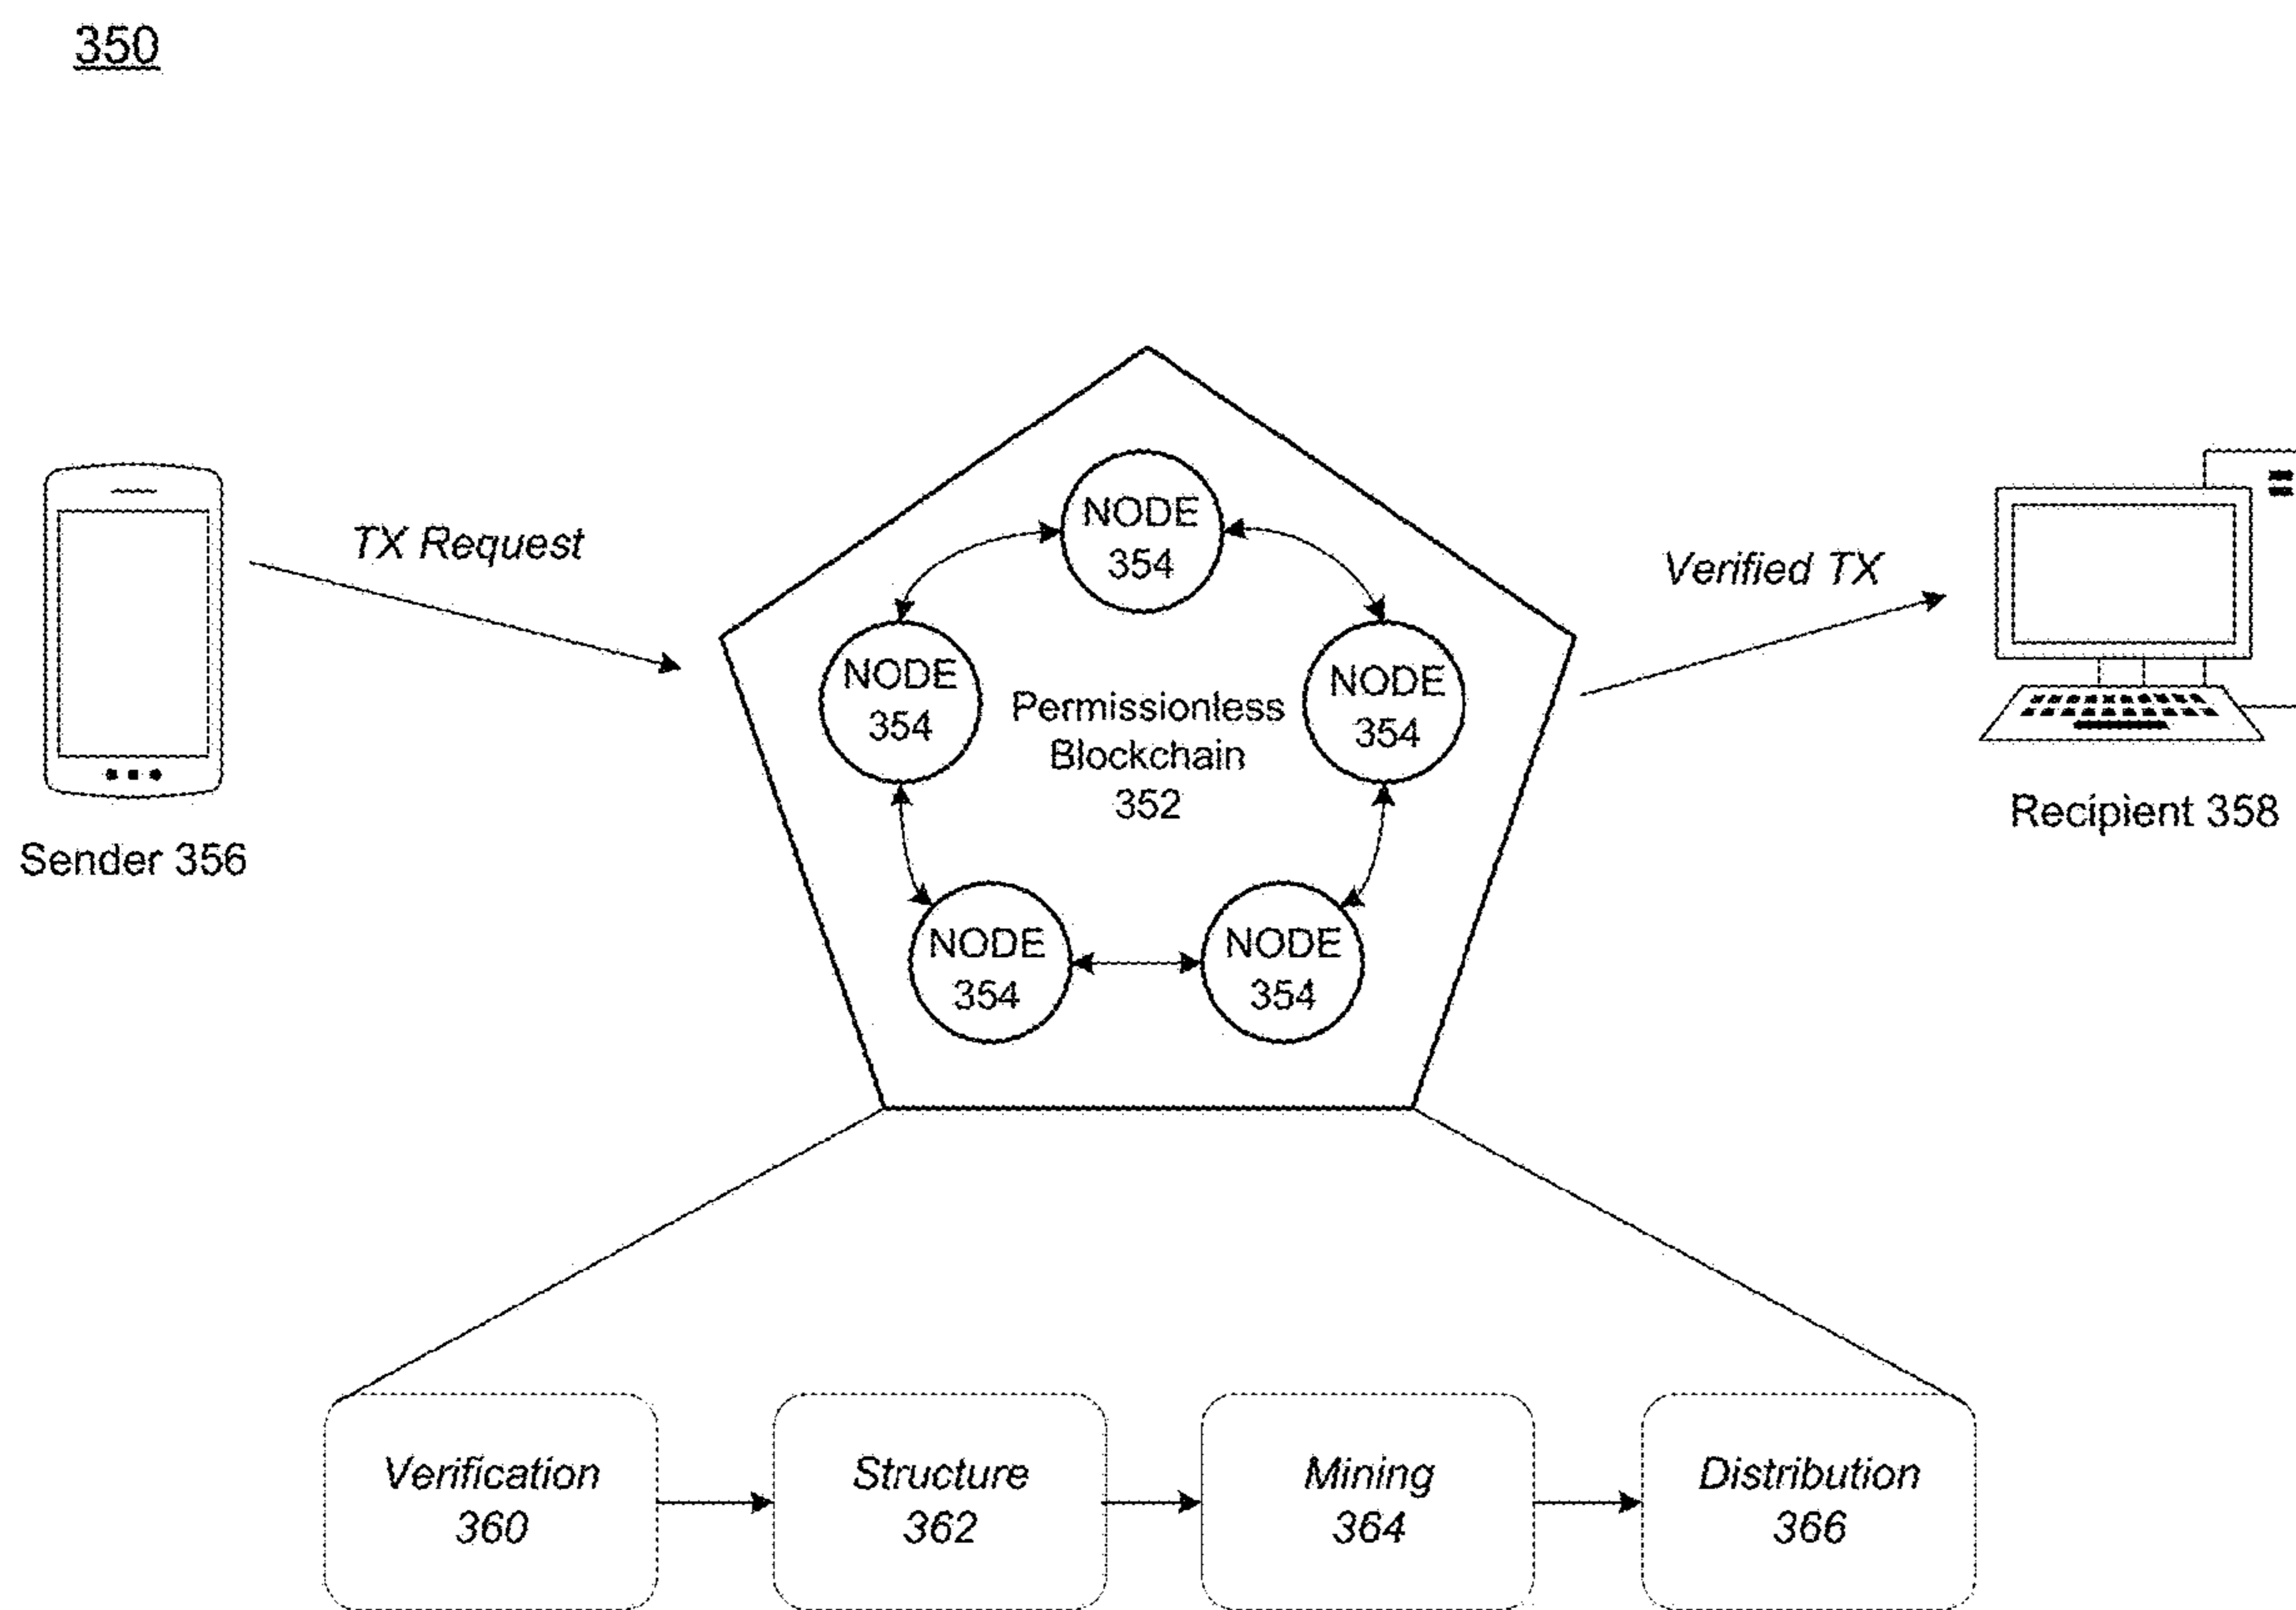 350
TX Request
Verified TX
NODE
354
NODE
354
NODE
354
Permissionless
Blockchain
352
NODE
354
NODE
354
Sender 356
Recipient 358
Verification
360
Structure
362
Mining
364
Distribution
366